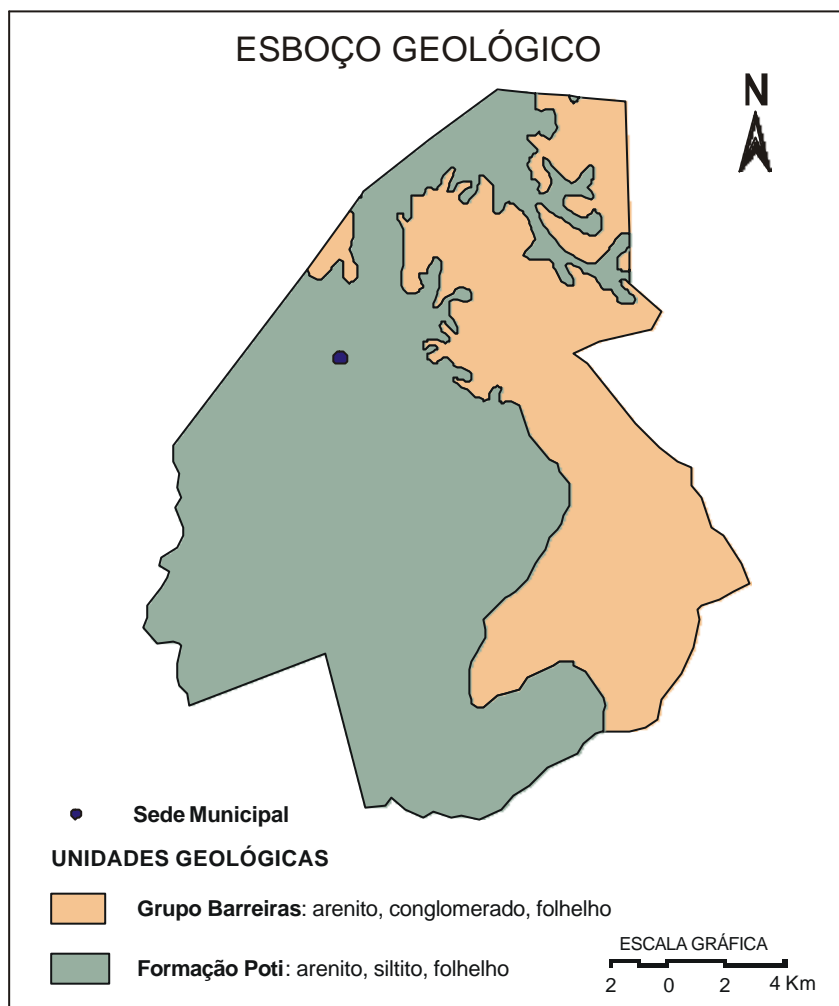 ESBOÇO GEOLÓGICO
N
Sede Municipal
UNIDADES GEOLÓGICAS
Grupo Barreiras: arenito, conglomerado, folhelho
Formação Poti: arenito, siltito, folhelho
ESCALA GRÁFICA
2 0 2 4 Km